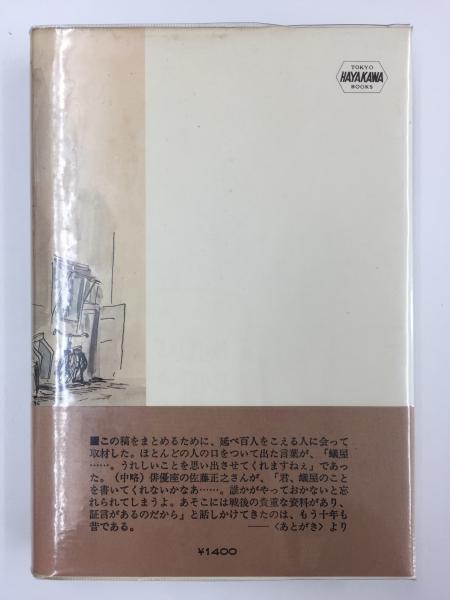 TOKYO
HAYAKAWA
BOOKS
■この稿をまとめるために、延べ百人をこえる人に会って
取材した。ほとんどの人の口をついて出た言葉が、「蟻屋
……。うれしいことを思い出させてくれますねぇ」であっ
た。(中略) 俳優座の佐藤正之さんが、「君、蟻屋のこと
を書いてくれないかなあ……。誰かがやっておかないと忘
れられてしまうよ。あそこには戦後の貴重な資料があり、
証言があるのだから」と話しかけてきたのは、もう十年も
昔である。 ──〈あとがき〉より
¥1400